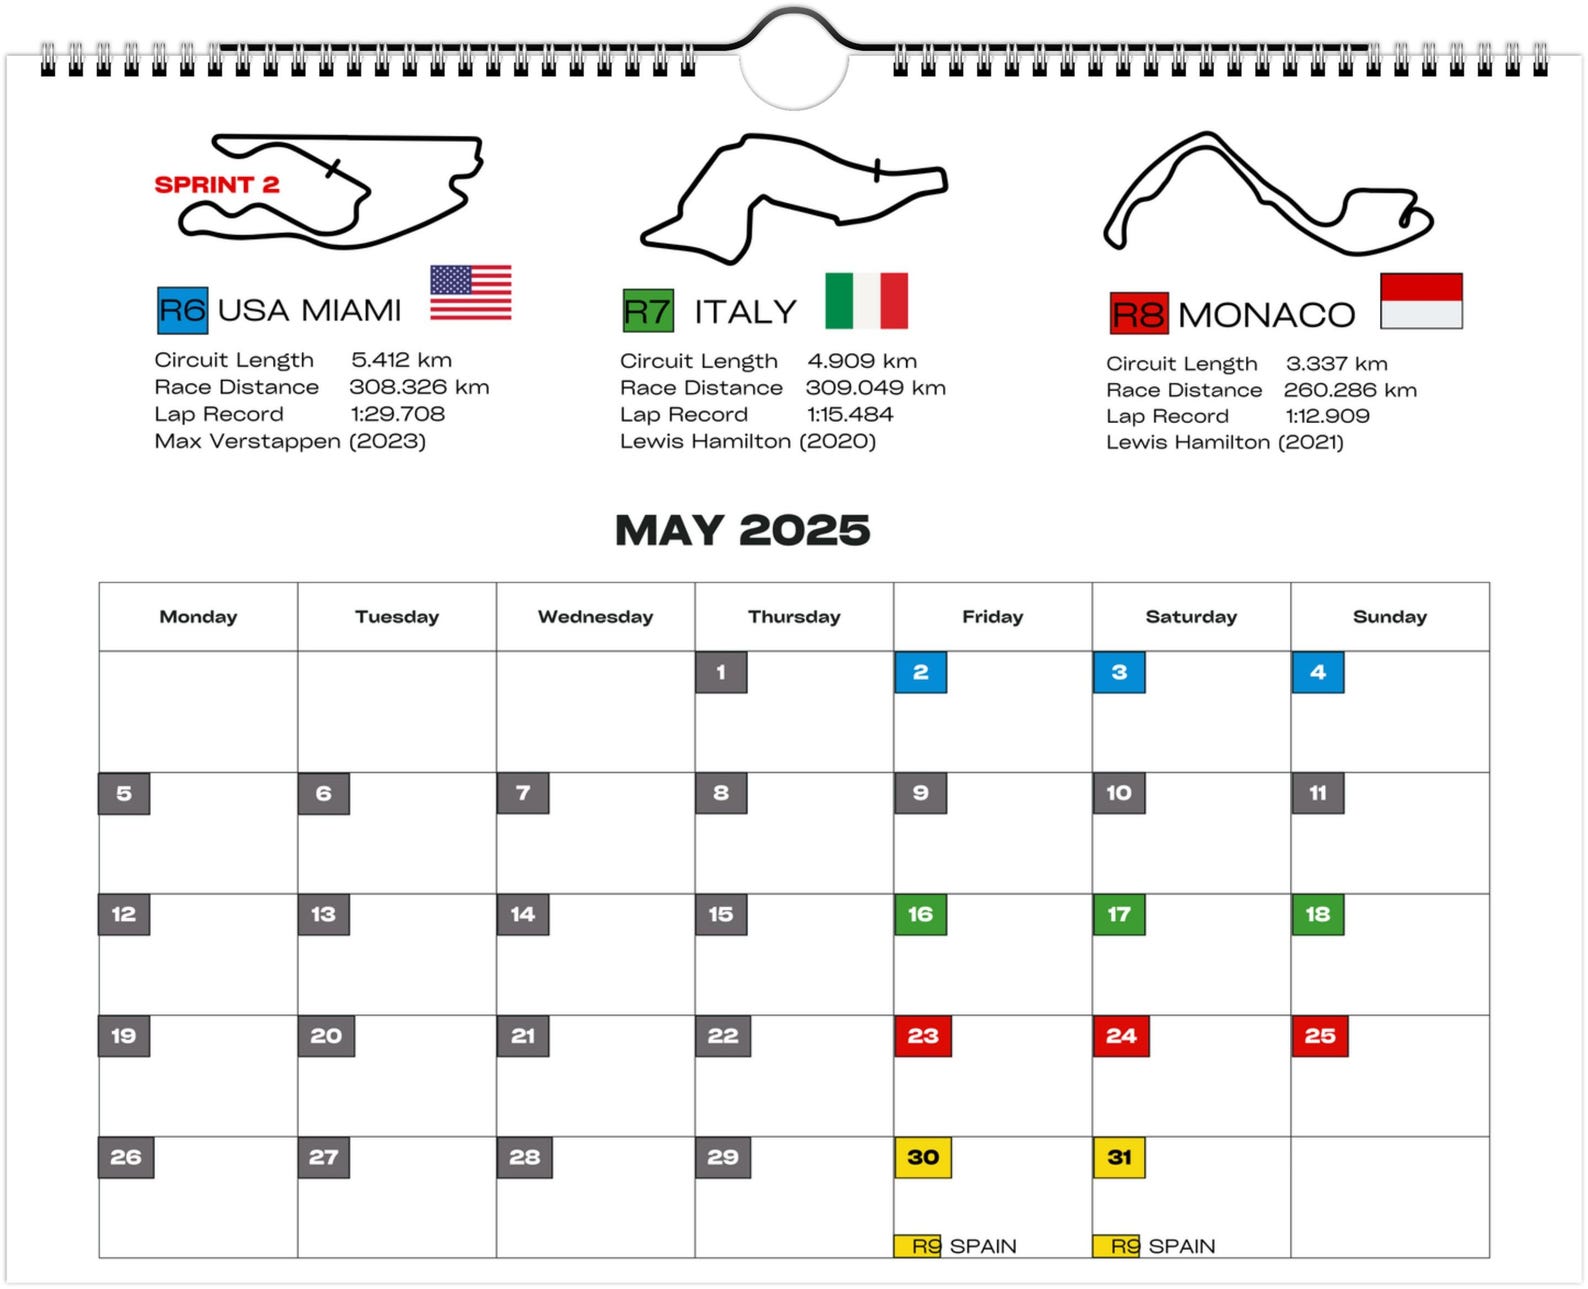 SPRINT 2
R6 USA MIAMI
Circuit Length 5.412 km
Race Distance 308.326 km
Lap Record 1:29.708
Max Verstappen (2023)
R7 ITALY
Circuit Length 4.909 km
Race Distance 309.049 km
Lap Record 1:15.484
Lewis Hamilton (2020)
R8 MONACO
Circuit Length 3.337 km
Race Distance 260.286 km
Lap Record 1:12.909
Lewis Hamilton (2021)
MAY 2025
Monday Tuesday Wednesday Thursday Friday Saturday Sunday
1 2 3 4
5 6 7 8 9 10 11
12 13 14 15 16 17 18
19 20 21 22 23 24 25
26 27 28 29 30 31
R9 SPAIN R9 SPAIN